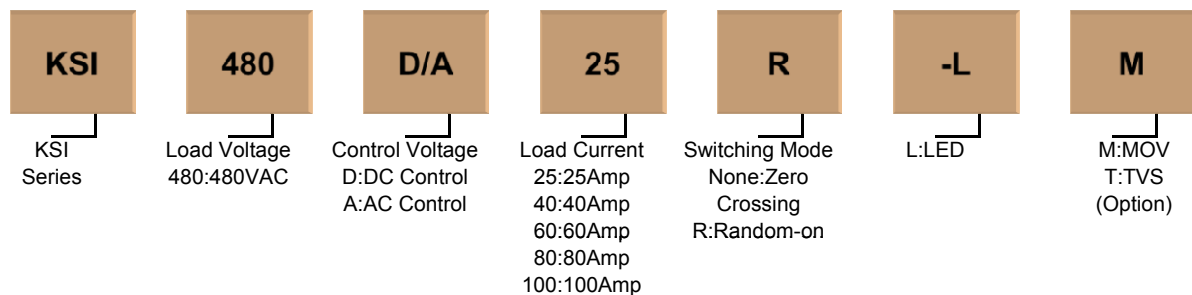 KSI 480 D/A 25 R -L M
KSI
Series
Load Voltage
480:480VAC
Control Voltage
D:DC Control
A:AC Control
Load Current
25:25Amp
40:40Amp
60:60Amp
80:80Amp
100:100Amp
Switching Mode
None:Zero
Crossing
R:Random-on
L:LED
M:MOV
T:TVS
(Option)